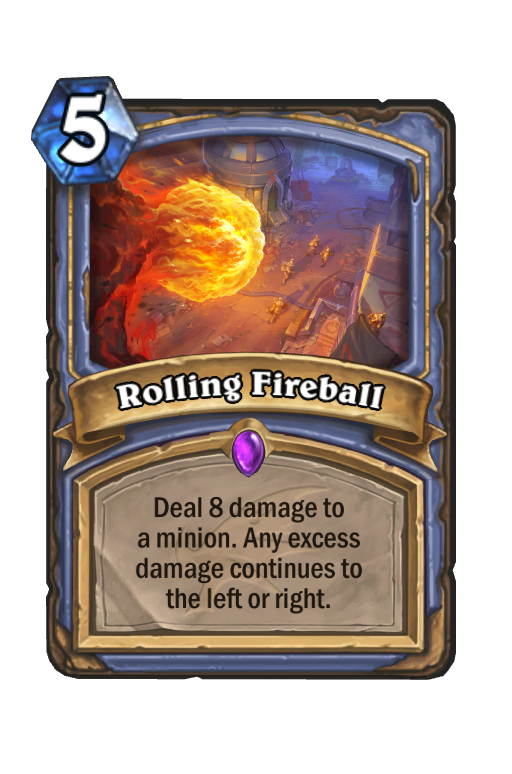 5
Rolling Fireball
Deal 8 damage to
a minion. Any excess
damage continues to
the left or right.